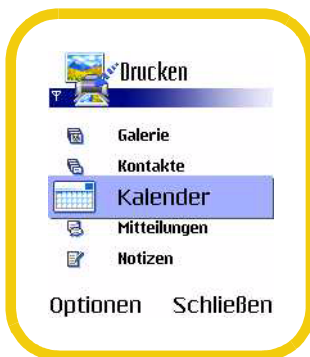 Drucken
Galerie
Kontakte
Kalender
Mitteilungen
Notizen
Optionen Schließen